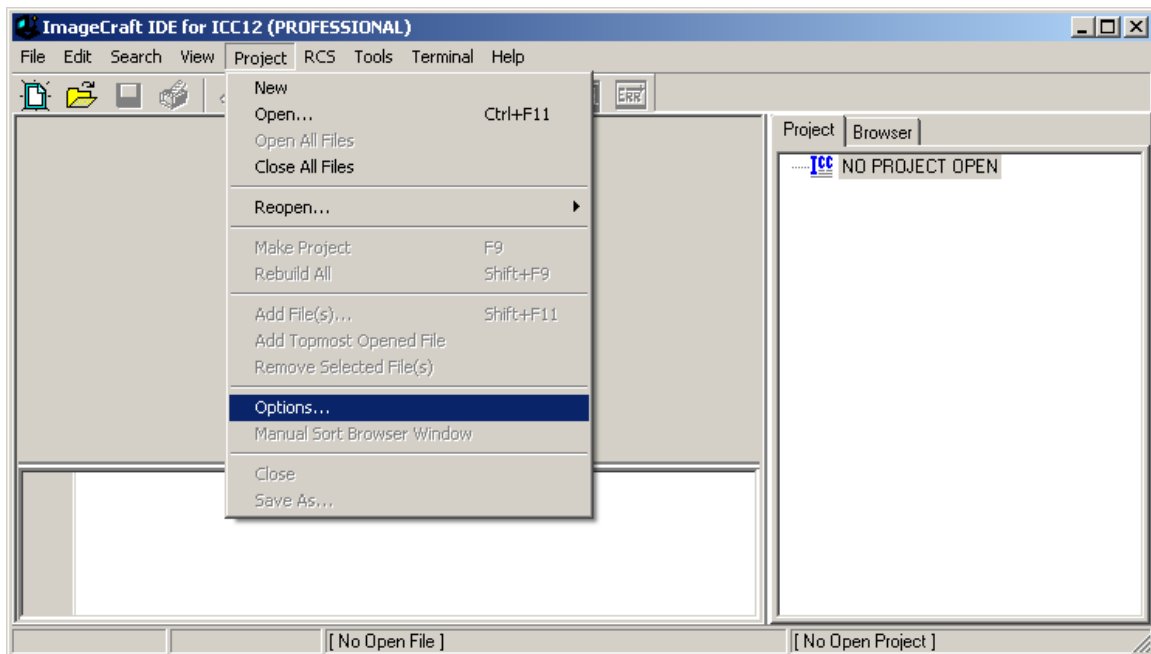 ImageCraft IDE for ICC12 (PROFESSIONAL)
File Edit Search View Project RCS Tools Terminal Help
ERR
New
Open... Ctrl+F11
Open All Files
Close All Files
Reopen...
Make Project F9
Rebuild All Shift+F9
Add File(s)... Shift+F11
Add Topmost Opened File
Remove Selected File(s)
Options...
Manual Sort Browser Window
Close
Save As...
Project Browser
ICC NO PROJECT OPEN
[ No Open File ] [ No Open Project ]